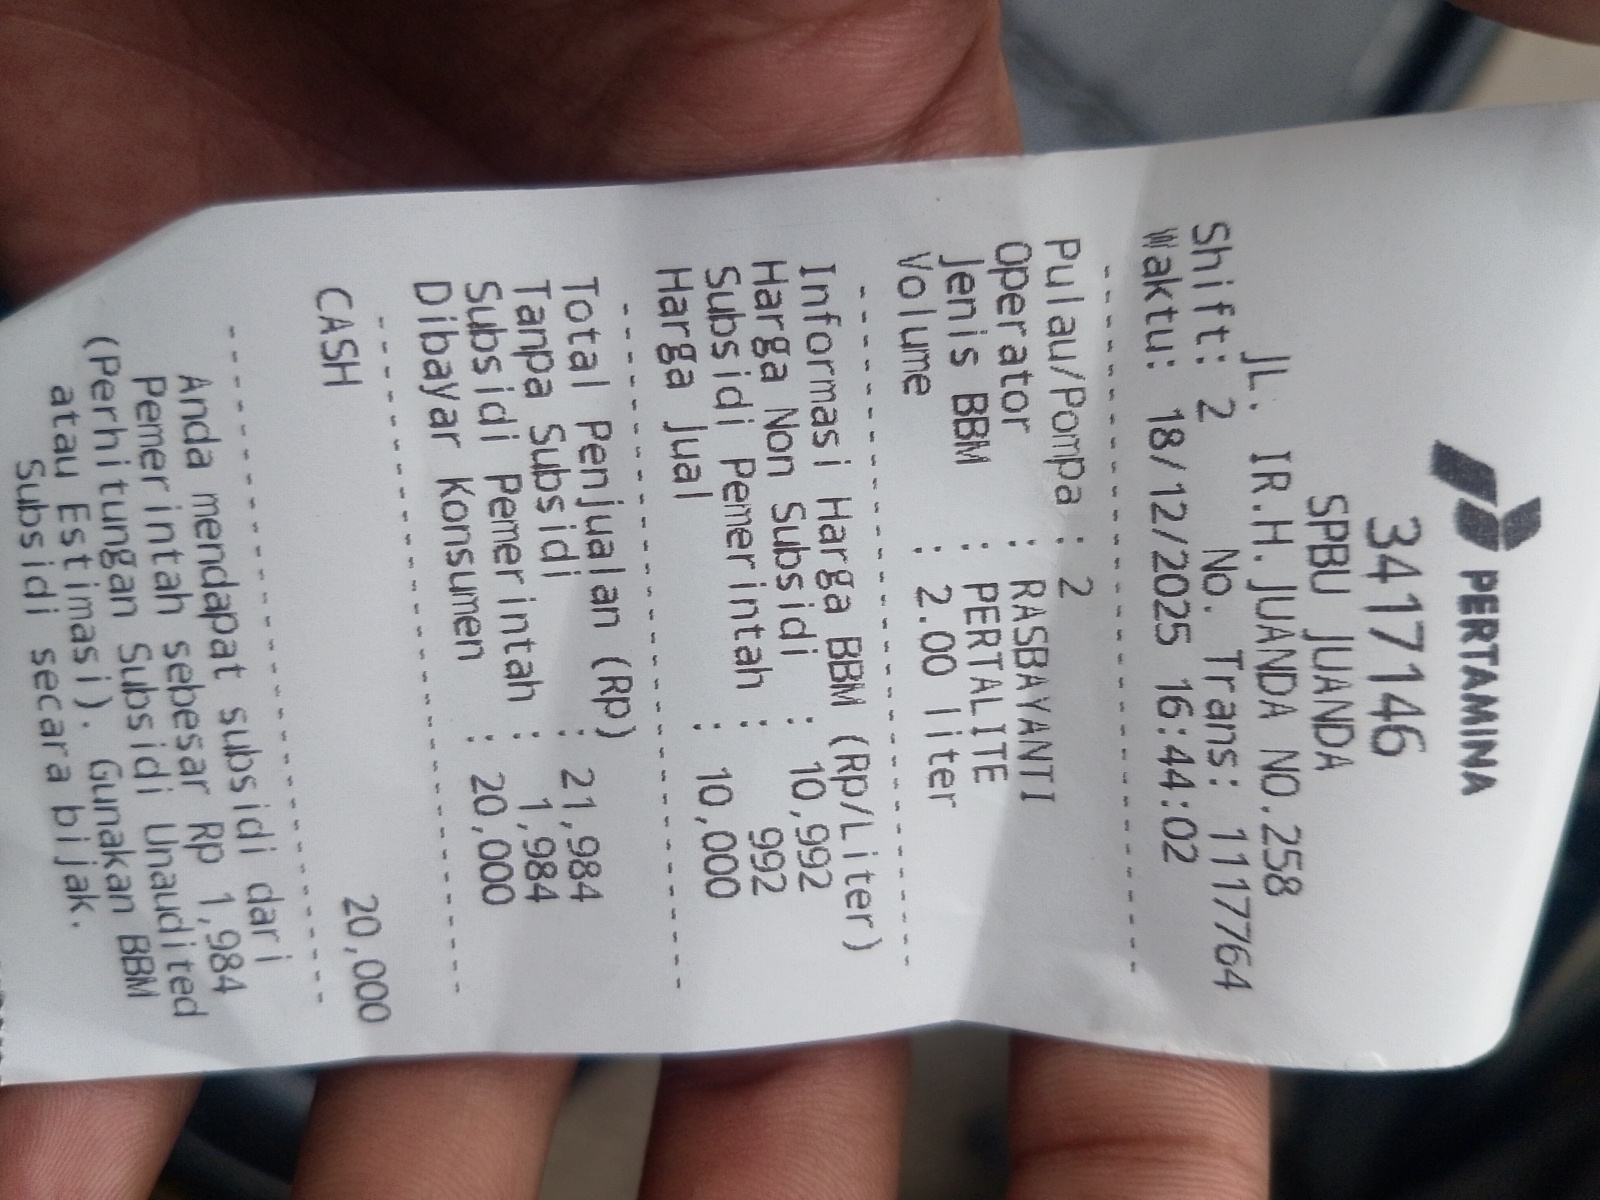 PERTAMINA
3417146
SPBU JUANDA
JL. IR.H.JUANDA NO.258
Shift: 2 No. Trans: 1117764
Waktu: 18/12/2025 16:44:02
--------------------------------
Pulau/Pompa : 2
Operator : RASBAYANTI
Jenis BBM : PERTALITE
Volume : 2.00 liter
--------------------------------
Informasi Harga BBM (Rp/Liter)
Harga Non Subsidi : 10,992
Subsidi Pemerintah : 992
Harga Jual : 10,000
--------------------------------
Total Penjualan (Rp)
Tanpa Subsidi : 21,984
Subsidi Pemerintah : 1,984
Dibayar Konsumen : 20,000
--------------------------------
CASH 20,000
--------------------------------
Anda mendapat subsidi dari
Pemerintah sebesar Rp 1,984
(Perhitungan Subsidi Unaudited
atau Estimasi). Gunakan BBM
Subsidi secara bijak.